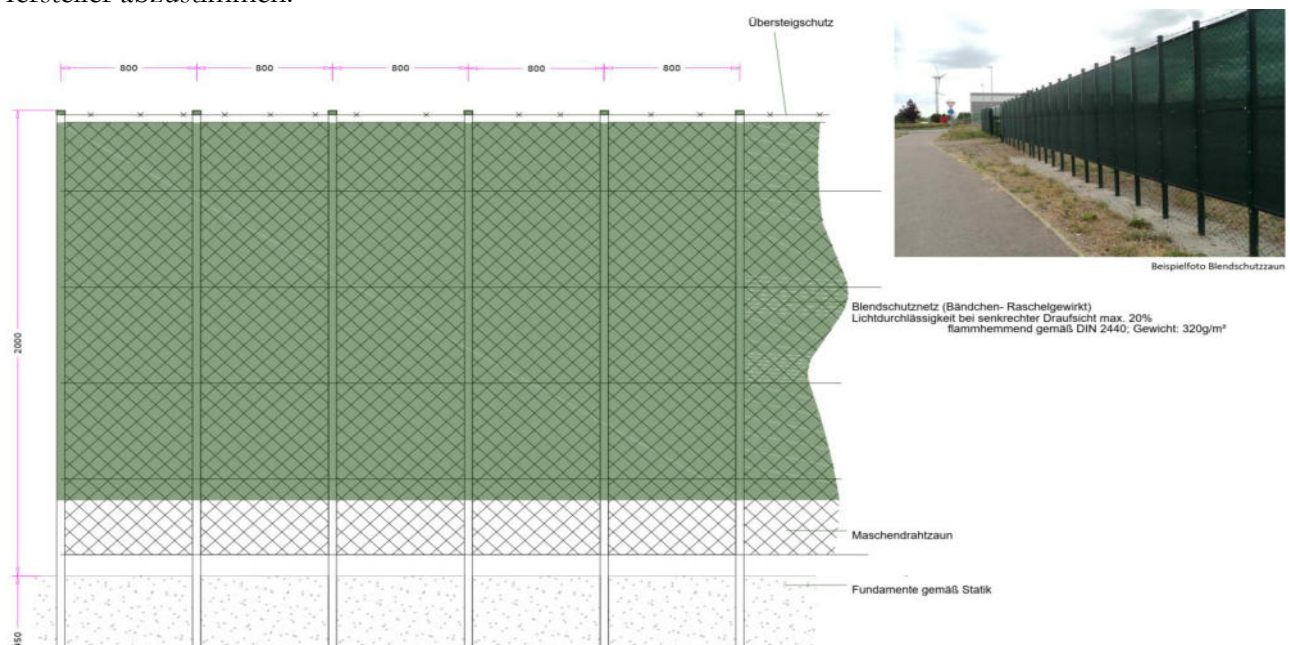 abzustimmen.
Übersteigschutz
800 800 800 800 800
2000
Beispielfoto Blendschutzzaun
Blendschutznetz (Bändchen- Raschelgewirkt)
Lichtdurchlässigkeit bei senkrechter Draufsicht max. 20%
flammhemmend gemäß DIN 2440; Gewicht: 320g/m²
Maschendrahtzaun
Fundamente gemäß Statik